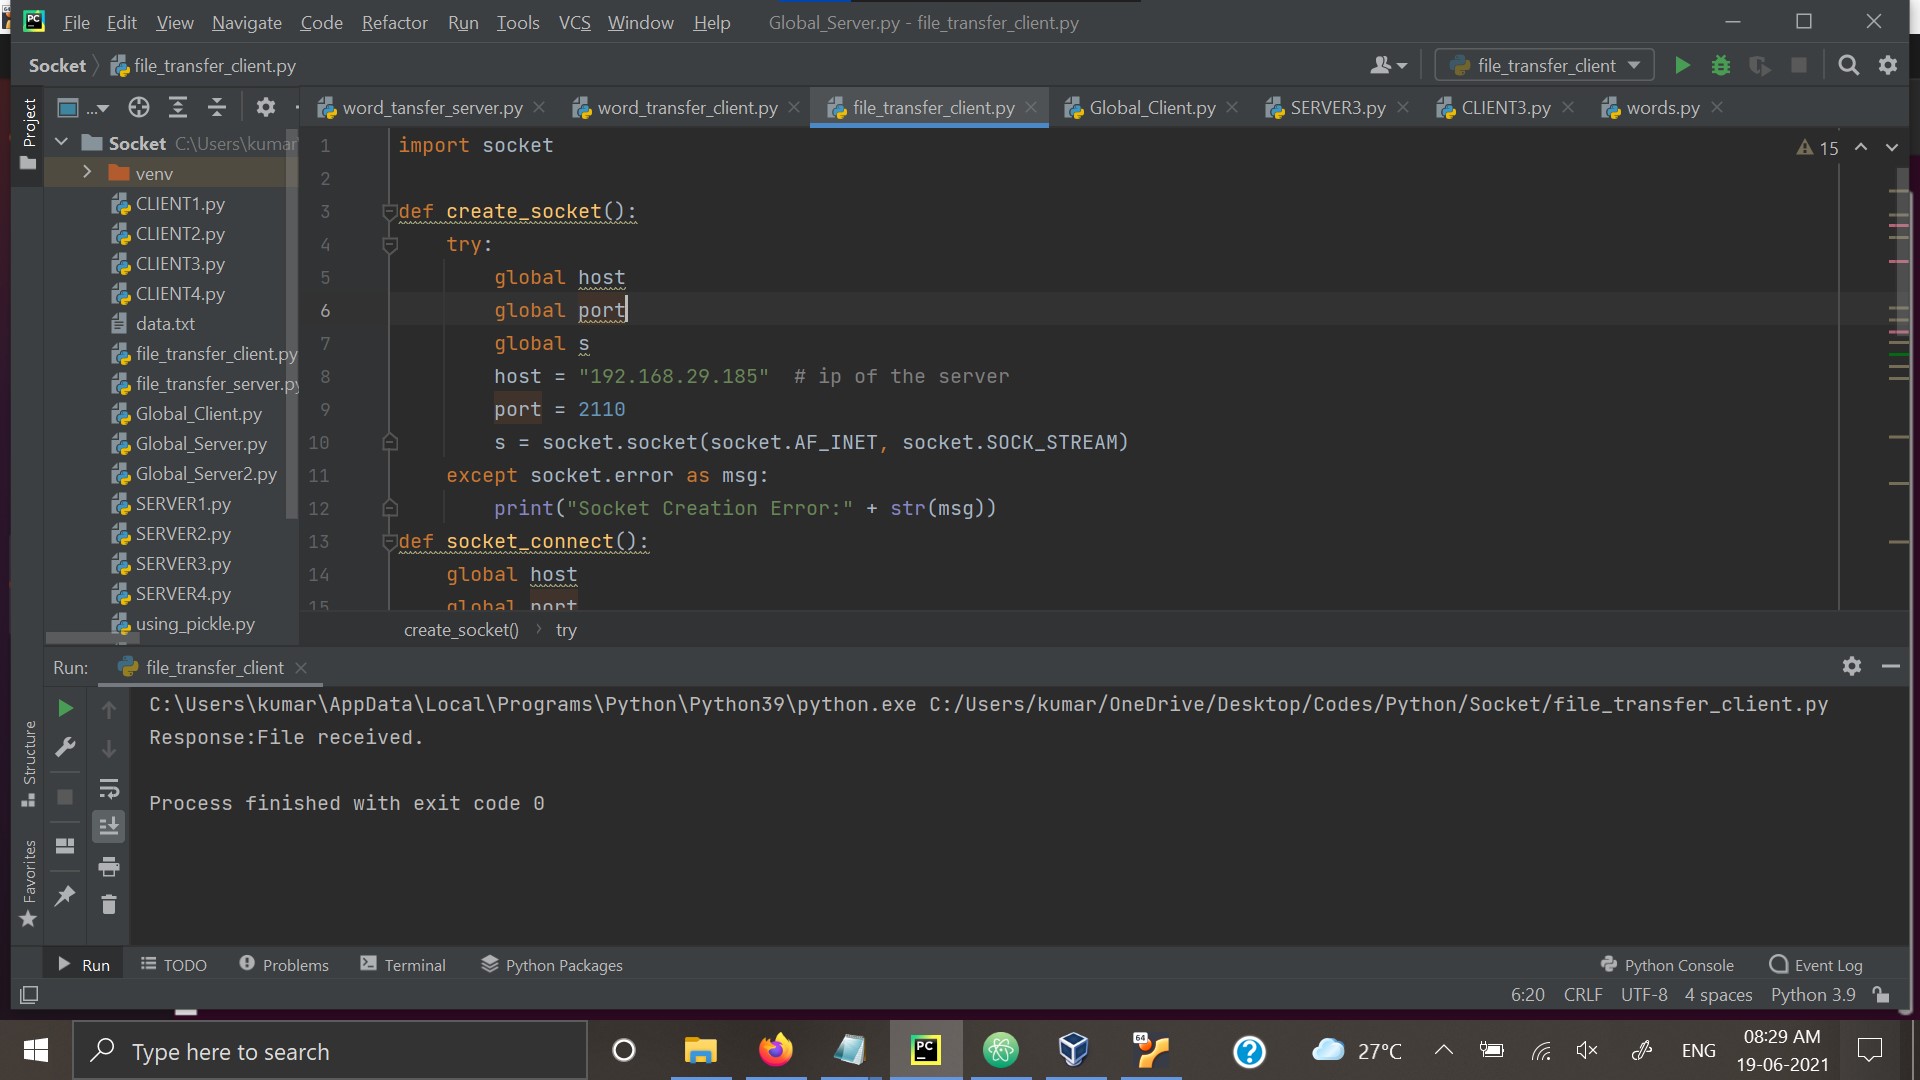 File Edit View Navigate Code Refactor Run Tools VCS Window Help Global_Server.py - file_transfer_client.py
Socket file_transfer_client.py file_transfer_client
... word_tansfer_server.py word_transfer_client.py file_transfer_client.py Global_Client.py SERVER3.py CLIENT3.py words.py
Project
Socket C:\Users\kumar
venv
CLIENT1.py
CLIENT2.py
CLIENT3.py
CLIENT4.py
data.txt
file_transfer_client.py
file_transfer_server.py
Global_Client.py
Global_Server.py
Global_Server2.py
SERVER1.py
SERVER2.py
SERVER3.py
SERVER4.py
using_pickle.py
15
1 import socket
2
3 def create_socket():
4 try:
5 global host
6 global port
7 global s
8 host = "192.168.29.185" # ip of the server
9 port = 2110
10 s = socket.socket(socket.AF_INET, socket.SOCK_STREAM)
11 except socket.error as msg:
12 print("Socket Creation Error:" + str(msg))
13 def socket_connect():
14 global host
15 global port
create_socket() try
Run: file_transfer_client
C:\Users\kumar\AppData\Local\Programs\Python\Python39\python.exe C:/Users/kumar/OneDrive/Desktop/Codes/Python/Socket/file_transfer_client.py
Response:File received.
Process finished with exit code 0
Structure
Favorites
Run TODO Problems Terminal Python Packages Python Console Event Log
6:20 CRLF UTF-8 4 spaces Python 3.9
Type here to search PC 64 27°C ENG 08:29 AM
19-06-2021